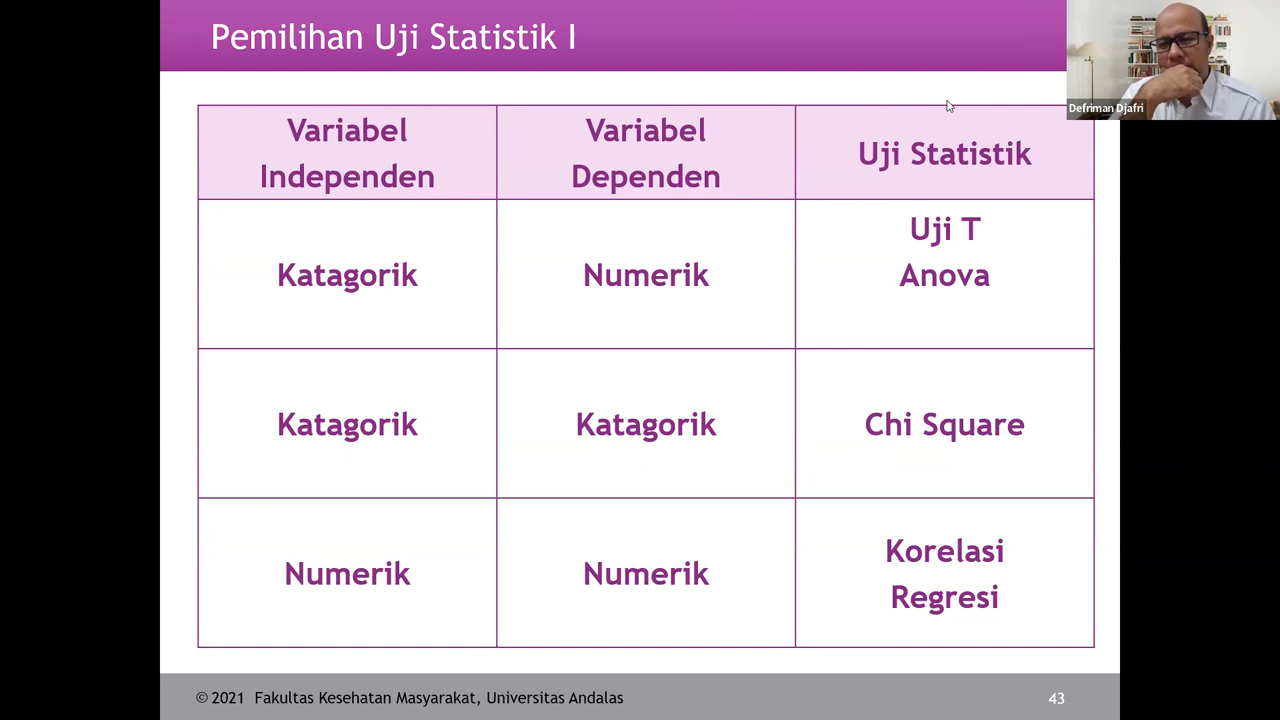 Pemilihan Uji Statistik I
Defriman Djafri
Variabel
Independen
Variabel
Dependen
Uji Statistik
Katagorik
Numerik
Uji T
Anova
Katagorik
Katagorik
Chi Square
Numerik
Numerik
Korelasi
Regresi
© 2021 Fakultas Kesehatan Masyarakat, Universitas Andalas
43